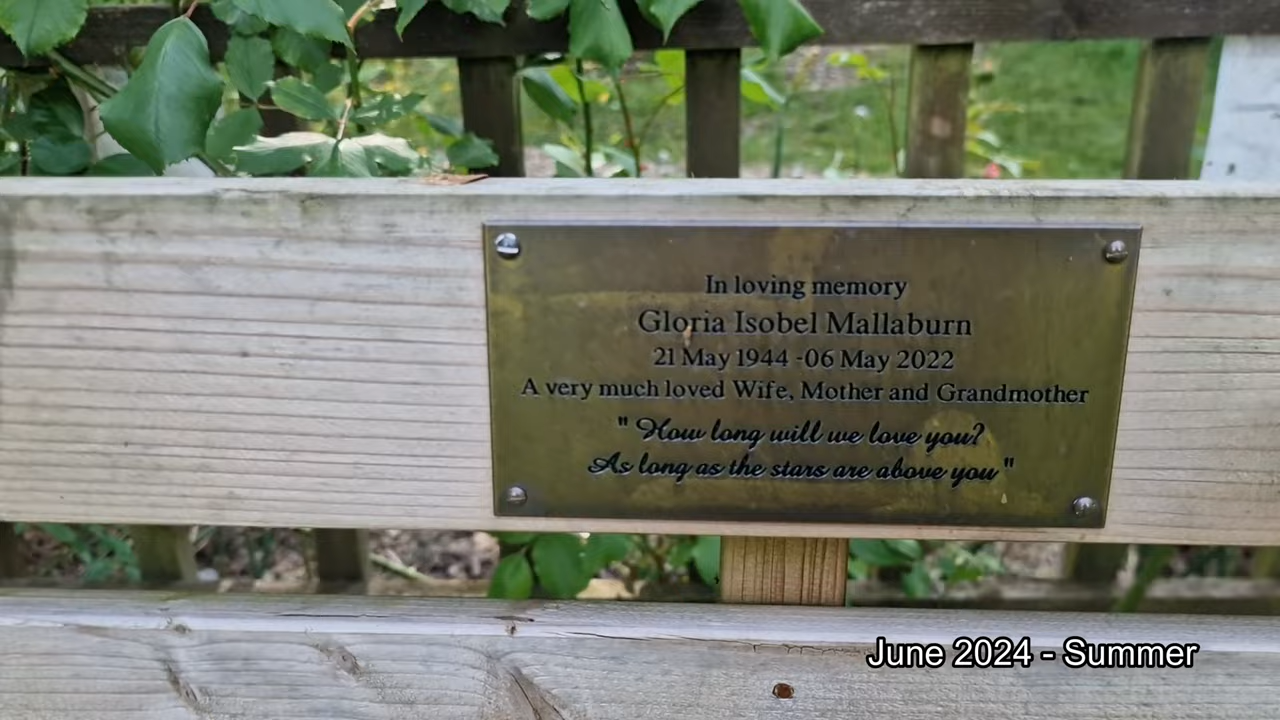 In loving memory
Gloria Isobel Mallaburn
21 May 1944 -06 May 2022
A very much loved Wife, Mother and Grandmother
" How long will we love you?
As long as the stars are above you "
June 2024 - Summer